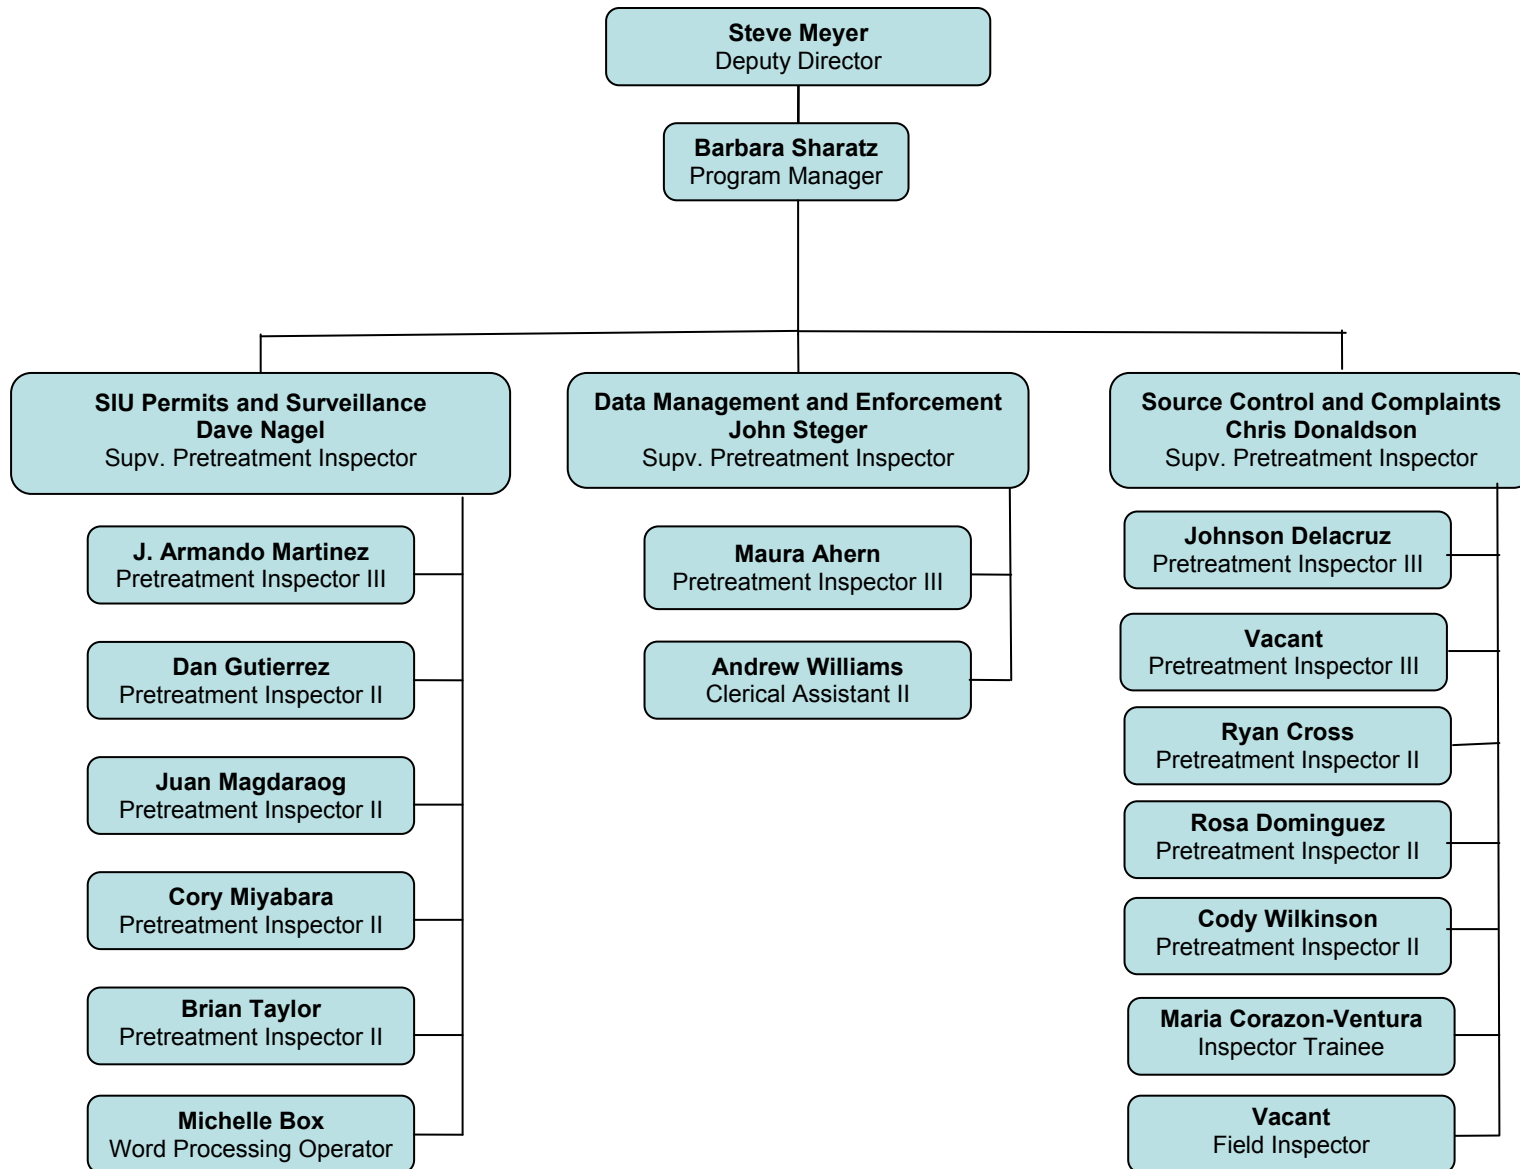 Steve Meyer
Deputy Director
Barbara Sharatz
Program Manager
SIU Permits and Surveillance
Dave Nagel
Supv. Pretreatment Inspector
J. Armando Martinez
Pretreatment Inspector III
Dan Gutierrez
Pretreatment Inspector II
Juan Magdaraog
Pretreatment Inspector II
Cory Miyabara
Pretreatment Inspector II
Brian Taylor
Pretreatment Inspector II
Michelle Box
Word Processing Operator
Data Management and Enforcement
John Steger
Supv. Pretreatment Inspector
Maura Ahern
Pretreatment Inspector III
Andrew Williams
Clerical Assistant II
Source Control and Complaints
Chris Donaldson
Supv. Pretreatment Inspector
Johnson Delacruz
Pretreatment Inspector III
Vacant
Pretreatment Inspector III
Ryan Cross
Pretreatment Inspector II
Rosa Dominguez
Pretreatment Inspector II
Cody Wilkinson
Pretreatment Inspector II
Maria Corazon-Ventura
Inspector Trainee
Vacant
Field Inspector